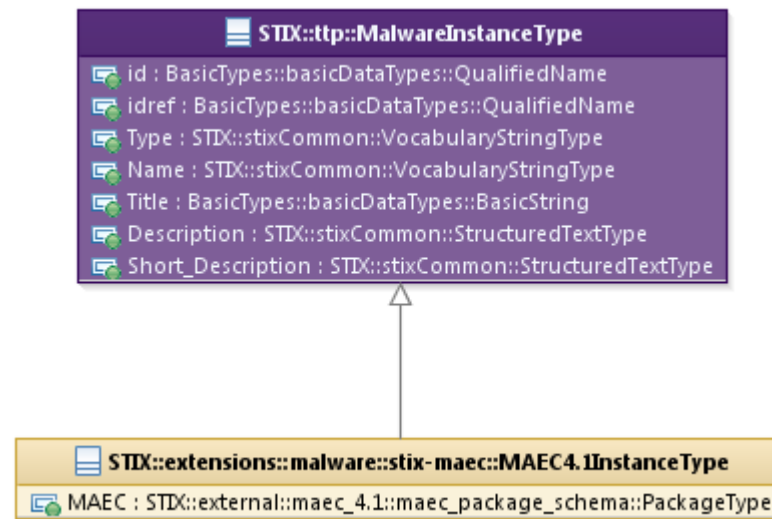 STIX::ttp::MalwareInstanceType
id : BasicTypes::basicDataTypes::QualifiedName
idref : BasicTypes::basicDataTypes::QualifiedName
Type : STIX::stixCommon::VocabularyStringType
Name : STIX::stixCommon::VocabularyStringType
Title : BasicTypes::basicDataTypes::BasicString
Description : STIX::stixCommon::StructuredTextType
Short_Description : STIX::stixCommon::StructuredTextType
STIX::extensions::malware::stix-maec::MAEC4.1InstanceType
MAEC : STIX::external::maec_4.1::maec_package_schema::PackageType